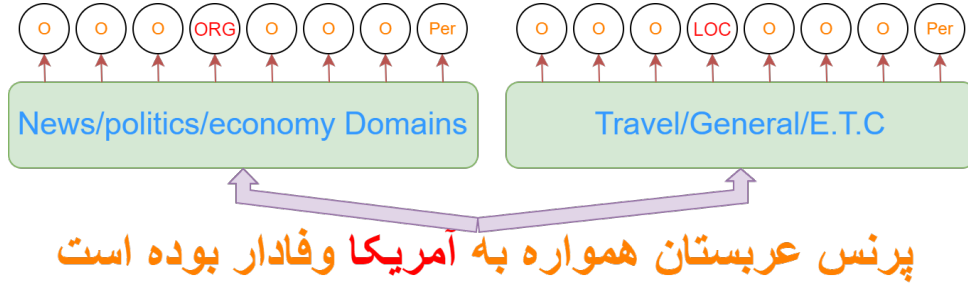 O O O ORG O O O Per O O O LOC O O O Per
News/politics/economy Domains Travel/General/E.T.C
پرنس عربستان همواره به آمریکا وفادار بوده است